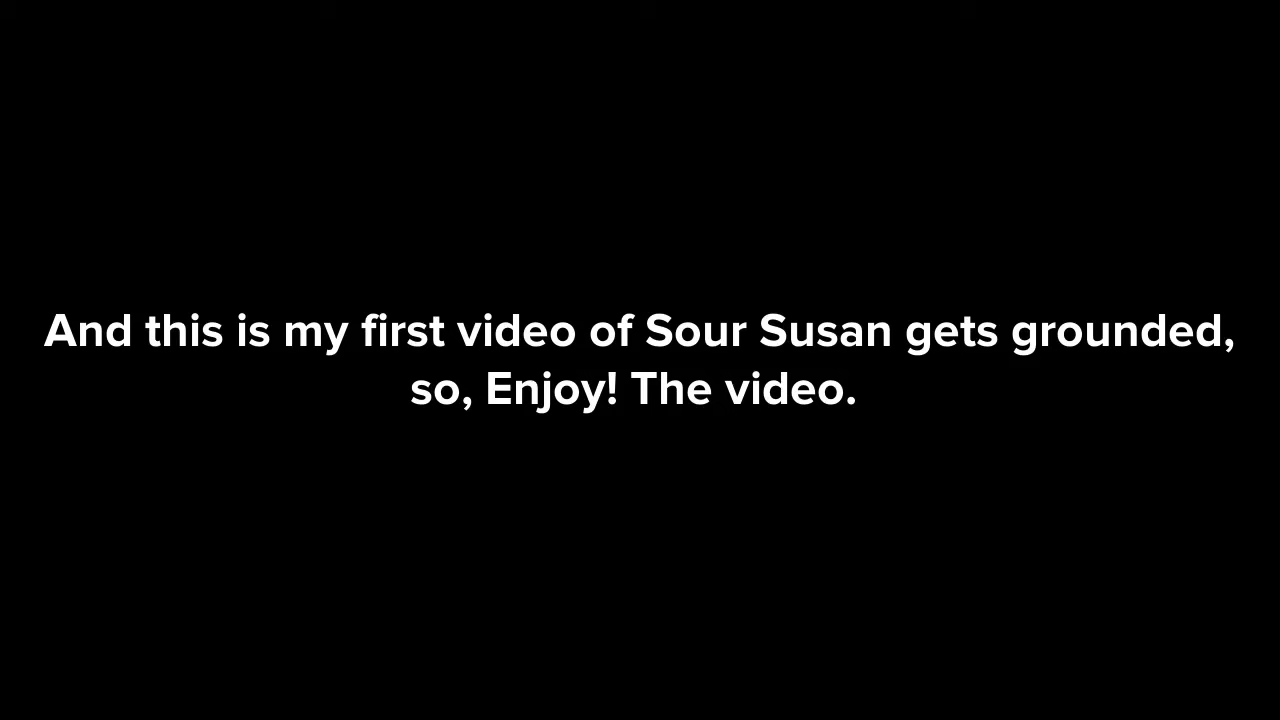 And this is my first video of Sour Susan gets grounded,
so, Enjoy! The video.